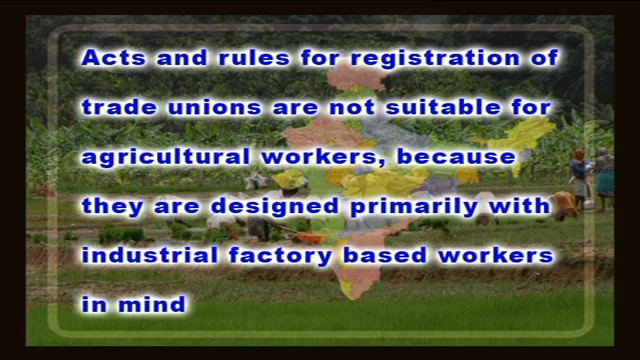 Acts and rules for registration of
trade unions are not suitable for
agricultural workers, because
they are designed primarily with
industrial factory based workers
in mind